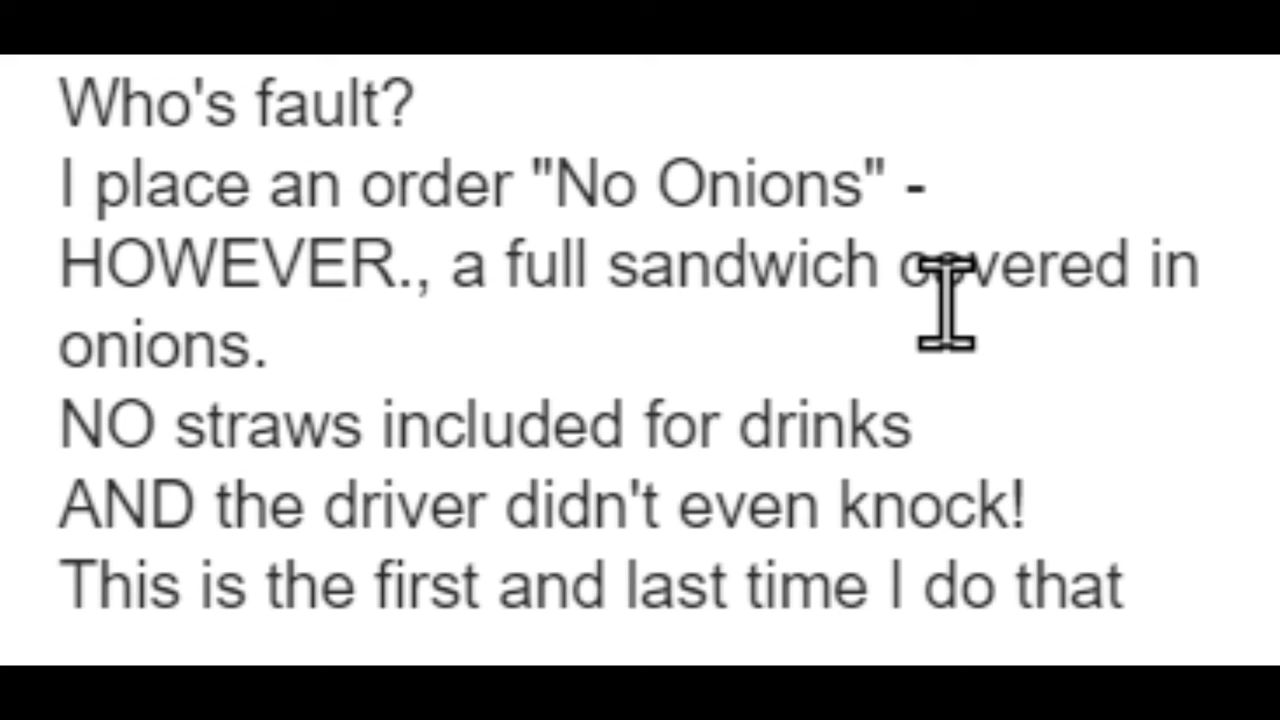 Who's fault?
I place an order "No Onions" -
HOWEVER., a full sandwich covered in
onions.
NO straws included for drinks
AND the driver didn't even knock!
This is the first and last time I do that